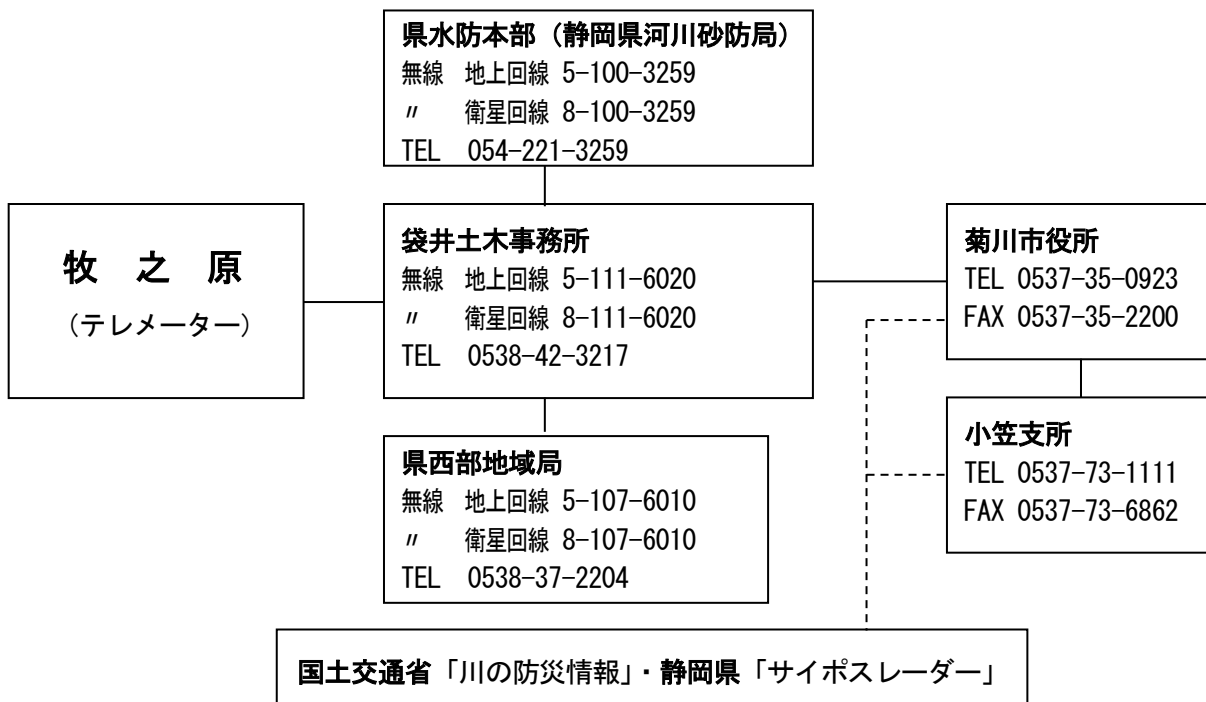 県水防本部（静岡県河川砂防局）
無線　地上回線 5-100-3259
〃　　衛星回線 8-100-3259
TEL　054-221-3259
牧　之　原
（テレメーター）
袋井土木事務所
無線　地上回線 5-111-6020
〃　　衛星回線 8-111-6020
TEL　0538-42-3217
菊川市役所
TEL 0537-35-0923
FAX 0537-35-2200
県西部地域局
無線　地上回線 5-107-6010
〃　　衛星回線 8-107-6010
TEL　0538-37-2204
小笠支所
TEL 0537-73-1111
FAX 0537-73-6862
国土交通省「川の防災情報」・静岡県「サイポスレーダー」